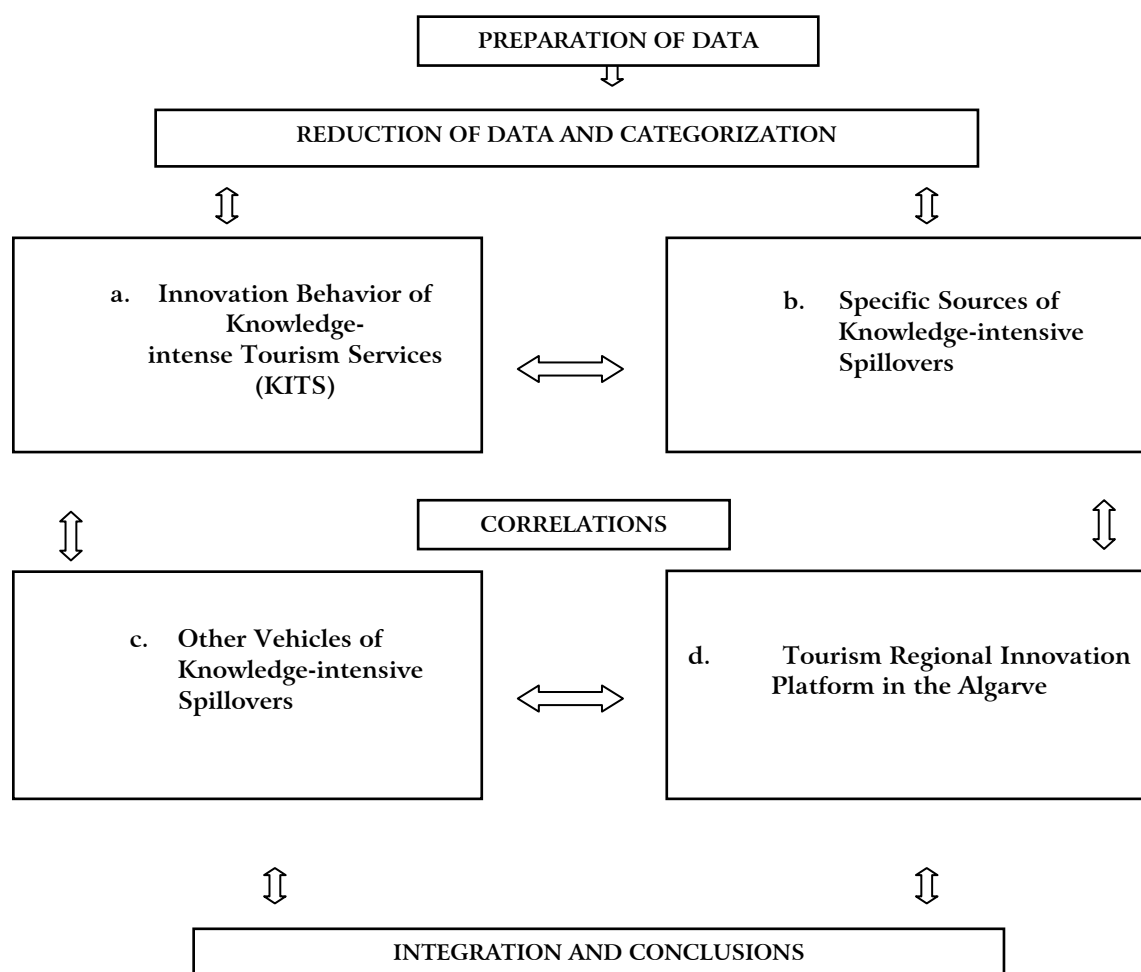 PREPARATION OF DATA
REDUCTION OF DATA AND CATEGORIZATION
a. Innovation Behavior of
Knowledge-
intense Tourism Services
(KITS)
b. Specific Sources of
Knowledge-intensive
Spillovers
CORRELATIONS
c. Other Vehicles of
Knowledge-intensive
Spillovers
d. Tourism Regional Innovation
Platform in the Algarve
INTEGRATION AND CONCLUSIONS